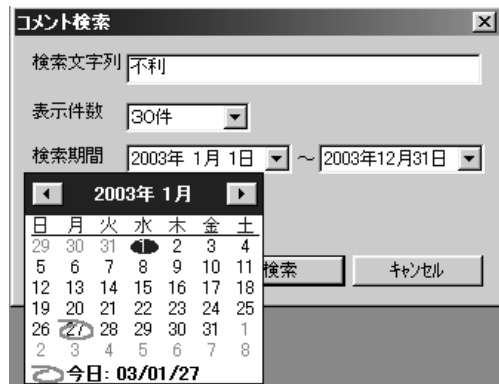 コメント検索
検索文字列 不利
表示件数 30件
検索期間 2003年 1月 1日 ～ 2003年12月31日
2003年 1月
日 月 火 水 木 金 土
29 30 31 1 2 3 4
5 6 7 8 9 10 11
12 13 14 15 16 17 18
19 20 21 22 23 24 25
26 27 28 29 30 31 1
2 3 4 5 6 7 8
今日: 03/01/27
検索 キャンセル